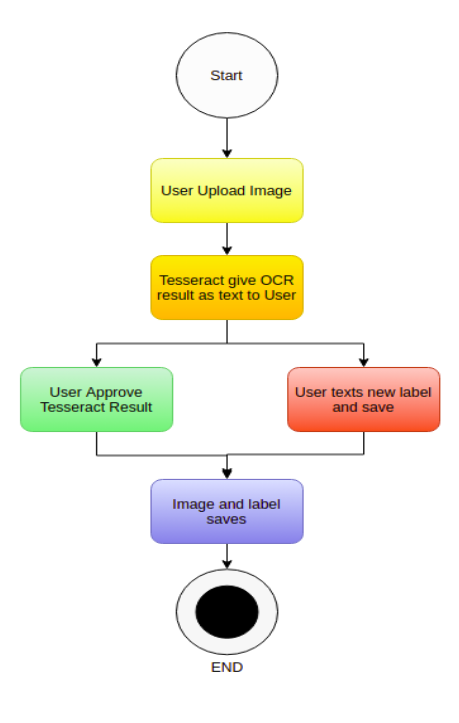 Start
User Upload Image
Tesseract give OCR
result as text to User
User Approve
Tesseract Result
User texts new label
and save
Image and label
saves
END